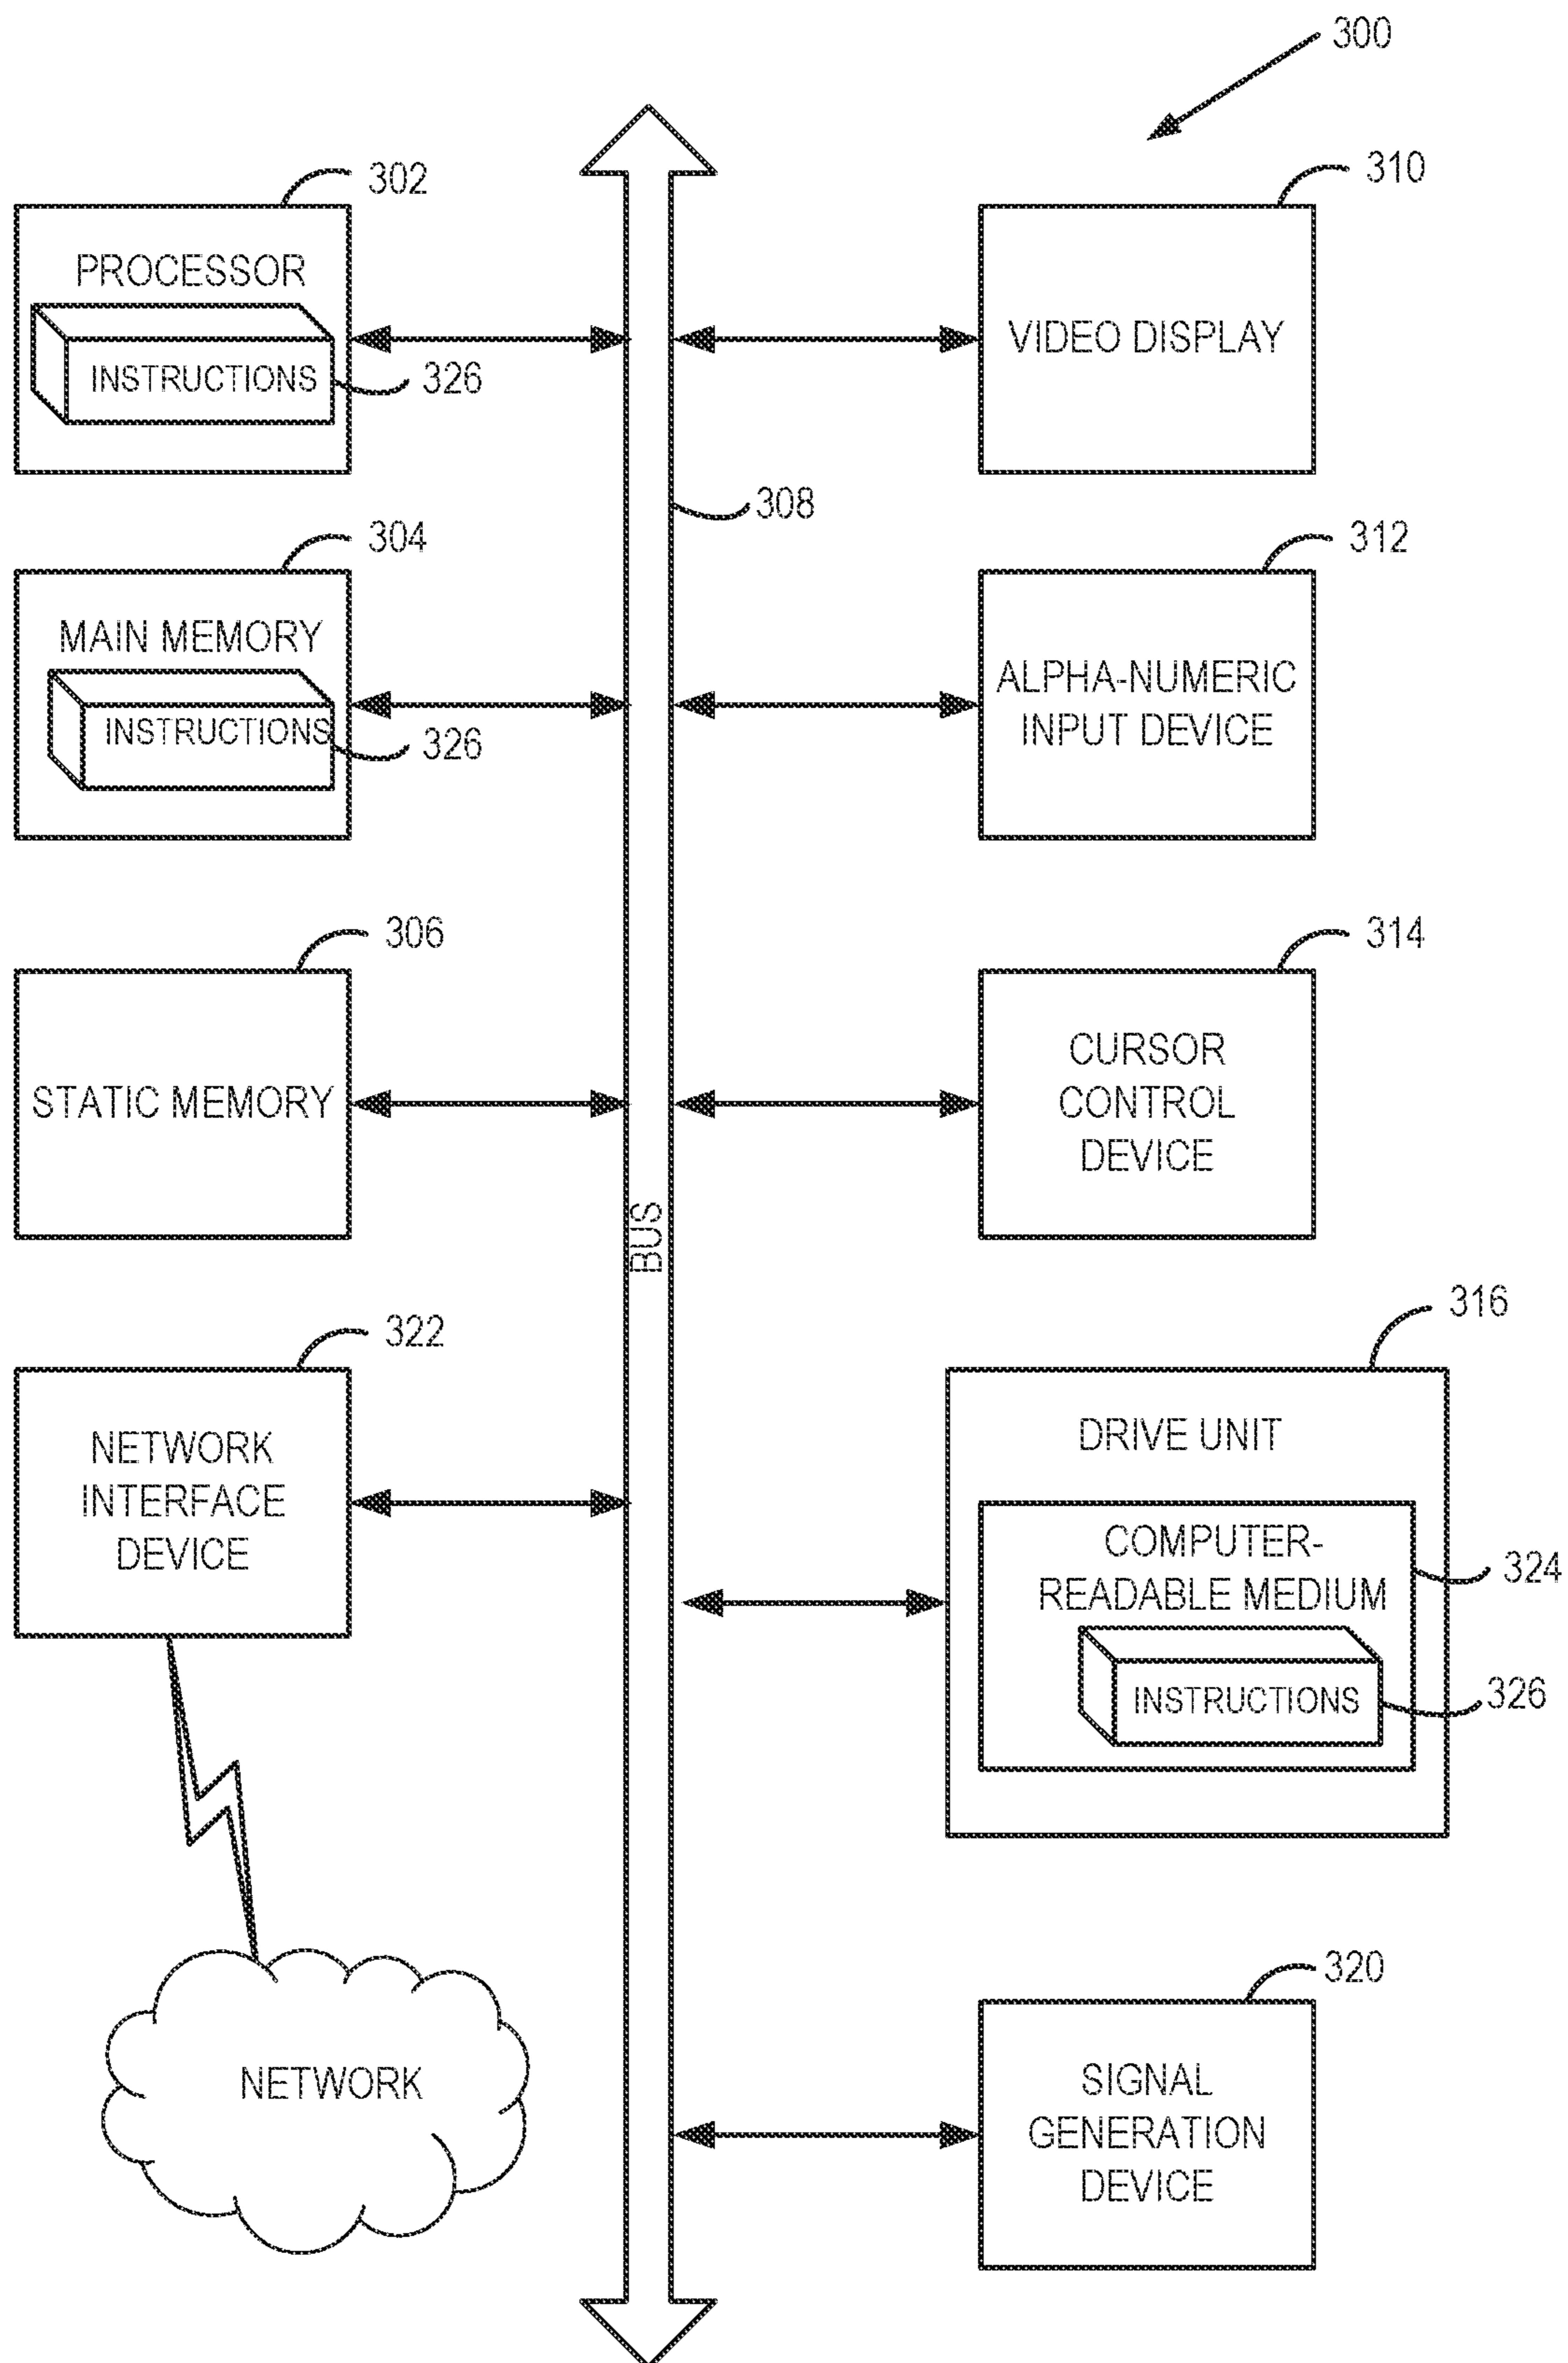 300
302
PROCESSOR
INSTRUCTIONS
326
310
VIDEO DISPLAY
308
304
MAIN MEMORY
INSTRUCTIONS
326
312
ALPHA-NUMERIC
INPUT DEVICE
306
STATIC MEMORY
314
CURSOR
CONTROL
DEVICE
BUS
322
NETWORK
INTERFACE
DEVICE
316
DRIVE UNIT
COMPUTER-
READABLE MEDIUM
324
INSTRUCTIONS
326
NETWORK
320
SIGNAL
GENERATION
DEVICE